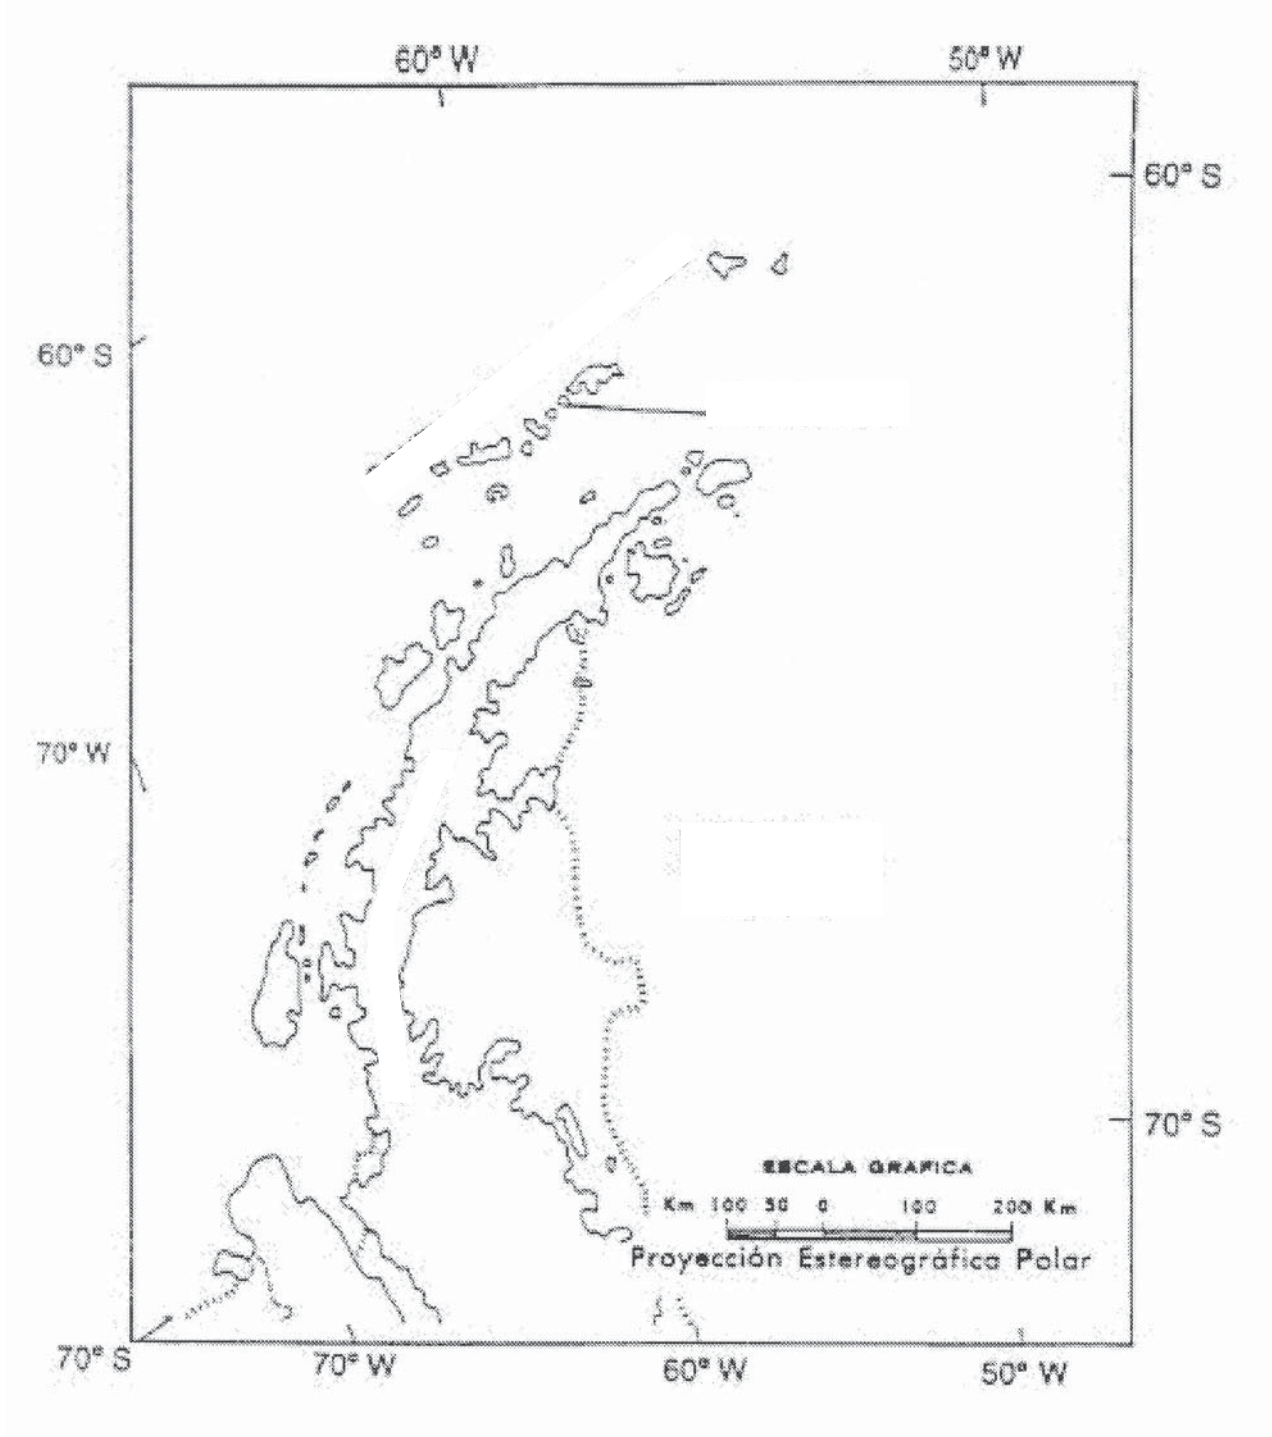 60° W
50° W
60° S
60° S
70° W
70° S
ESCALA GRAFICA
Km 100 50 0 100 200 Km
Proyección Estereográfica Polar
70° S
70° W
60° W
50° W